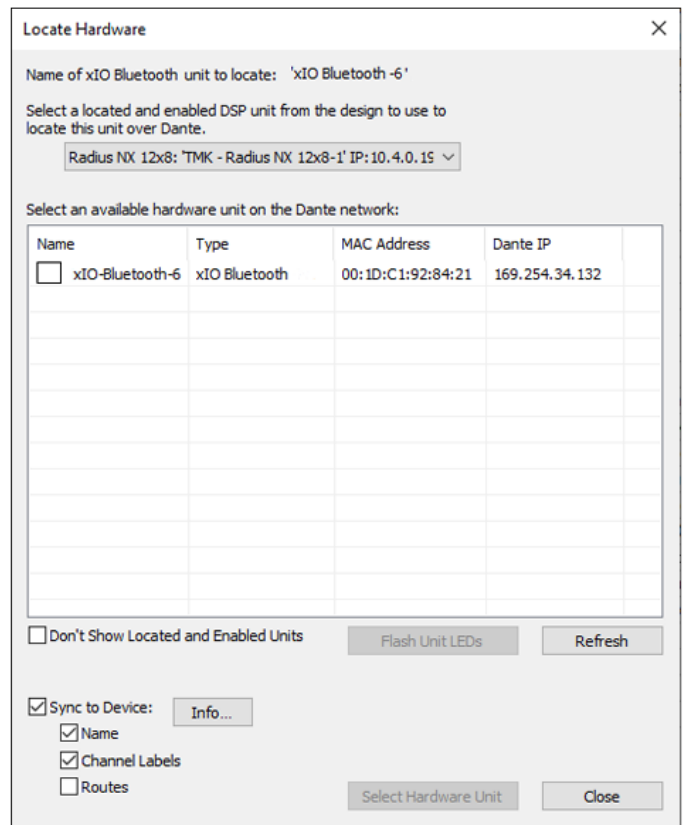 Locate Hardware
Name of xIO Bluetooth unit to locate: 'xIO Bluetooth -6'
Select a located and enabled DSP unit from the design to use to
locate this unit over Dante.
Radius NX 12x8: 'TMK - Radius NX 12x8-1' IP:10.4.0.19
Select an available hardware unit on the Dante network:
Name Type MAC Address Dante IP
xIO-Bluetooth-6 xIO Bluetooth 00:1D:C1:92:84:21 169.254.34.132
Don't Show Located and Enabled Units Flash Unit LEDs Refresh
Sync to Device: Info...
Name
Channel Labels
Routes Select Hardware Unit Close